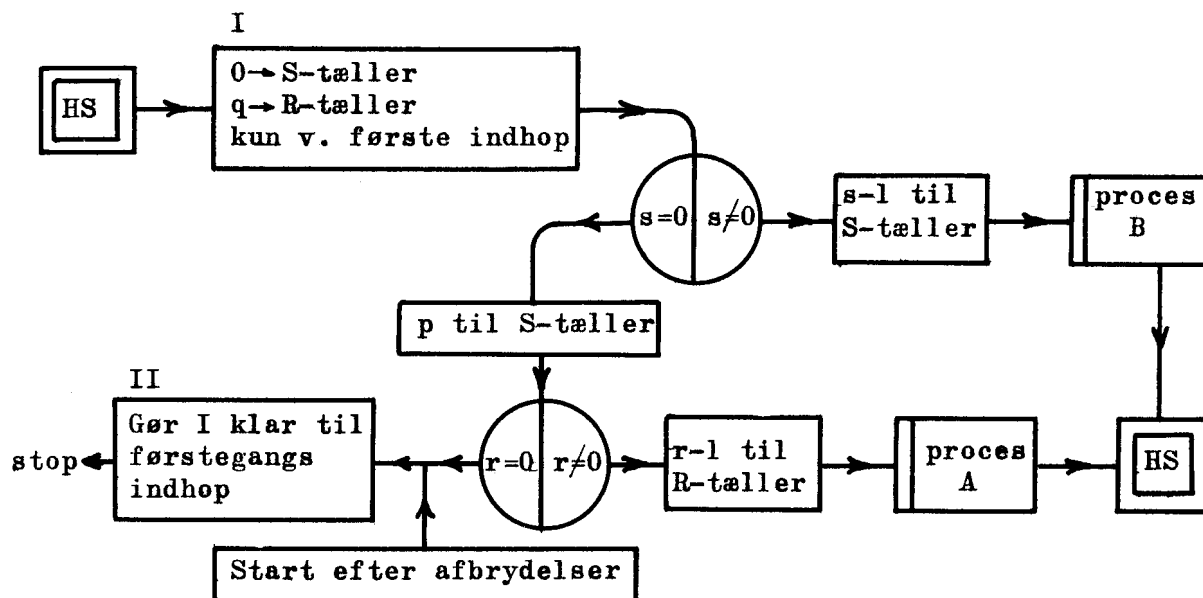 I
HS
0→S-tæller
q→R-tæller
kun v. første indhop
s=0 s≠0
s-1 til
S-tæller
proces
B
p til S-tæller
II
Gør I klar til
førstegangs
indhop
stop
r=0 r≠0
r-1 til
R-tæller
proces
A
HS
Start efter afbrydelser